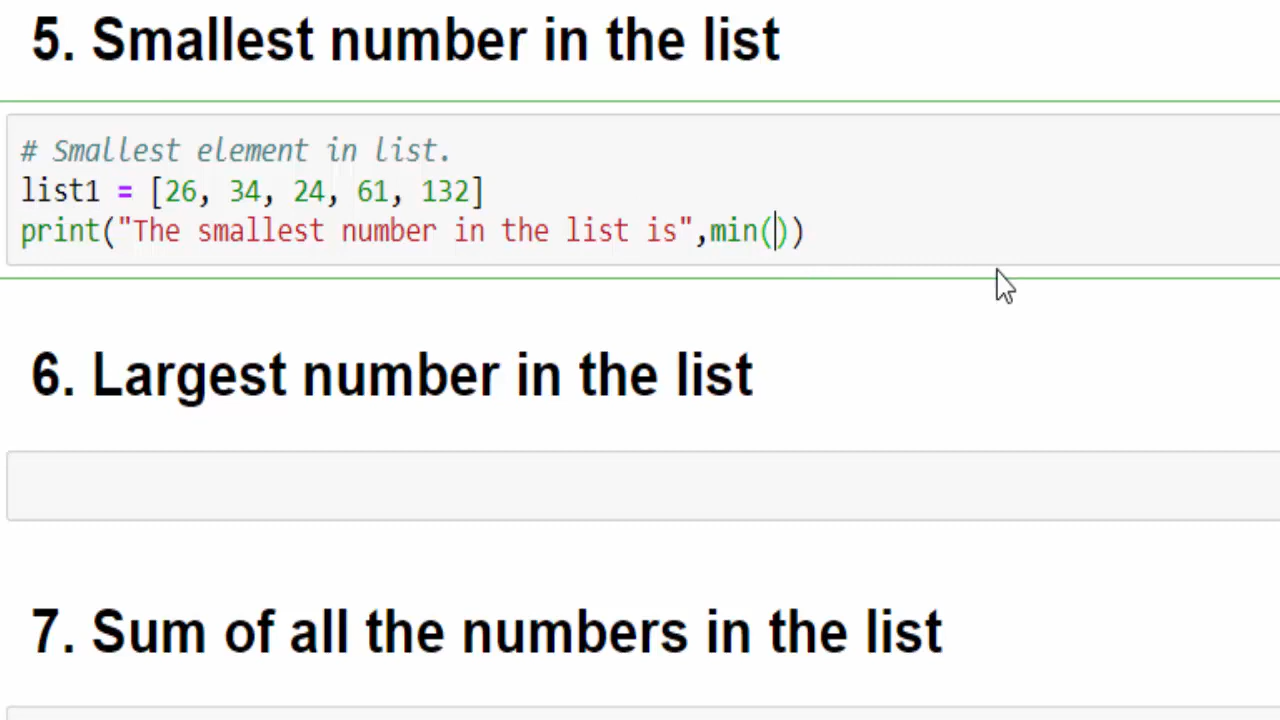 5. Smallest number in the list
# Smallest element in list.
list1 = [26, 34, 24, 61, 132]
print("The smallest number in the list is",min())
6. Largest number in the list
7. Sum of all the numbers in the list